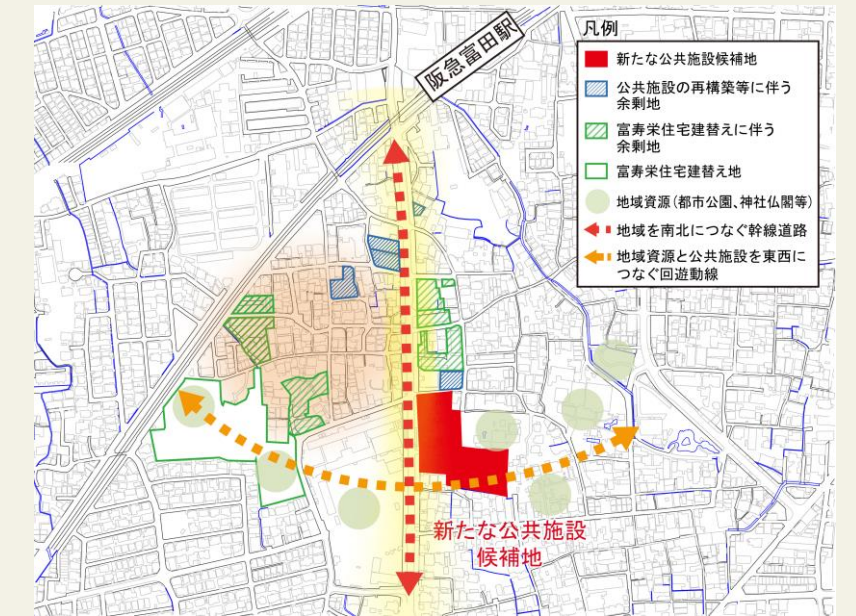 阪急富田駅
凡例
新たな公共施設候補地
公共施設の再構築等に伴う
余剰地
富寿栄住宅建替えに伴う
余剰地
富寿栄住宅建替え地
地域資源(都市公園、神社仏閣等)
地域を南北につなぐ幹線道路
地域資源と公共施設を東西に
つなぐ回遊動線
新たな公共施設
候補地